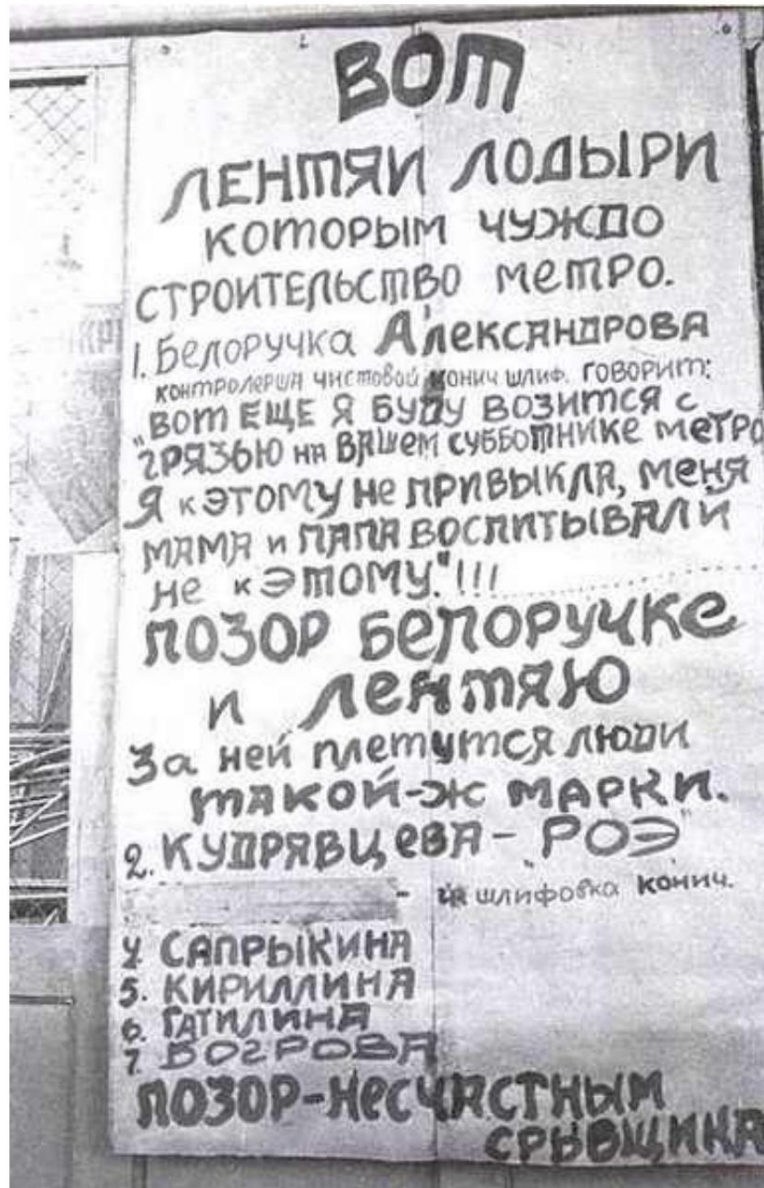 ВОТ
ЛЕНТЯИ ЛОДЫРИ
КОТОРЫМ ЧУЖДО
СТРОИТЕЛЬСТВО МЕТРО.
1. Белоручка Александрова
контролерша чистовой конич шлиф. говорит:
"ВОТ ЕЩЕ Я БУДУ ВОЗИТСЯ С
ГРЯЗЬЮ НА ВАШЕМ СУББОТНИКЕ МЕТРО
Я К ЭТОМУ НЕ ПРИВЫКЛА, МЕНЯ
МАМА И ПАПА ВОСПИТЫВАЛИ
НЕ К ЭТОМУ."!!!
ПОЗОР БЕЛОРУЧКЕ
И ЛЕНТЯЮ
За ней плетутся люди
ТАКОЙ-Ж МАРКИ.
2. КУДРЯВЦЕВА - "РОЭ"
- шлифовка конич.
4 САПРЫКИНА
5. КИРИЛЛИНА
6. ГАТИЛИНА
7. БОГРОВА
ПОЗОР-НЕСЧАСТНЫМ
СРЫВЩИКА